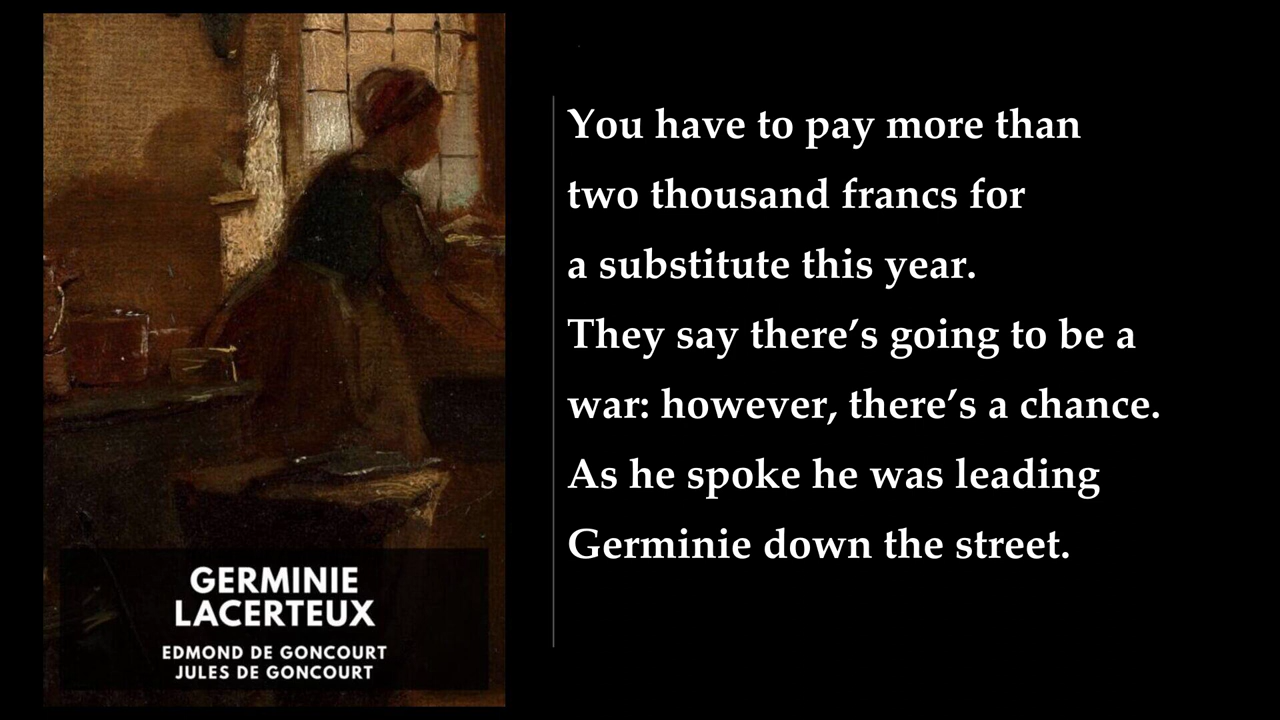 You have to pay more than
two thousand francs for
a substitute this year.
They say there’s going to be a
war: however, there’s a chance.
As he spoke he was leading
Germinie down the street.
GERMINIE
LACERTEUX
EDMOND DE GONCOURT
JULES DE GONCOURT